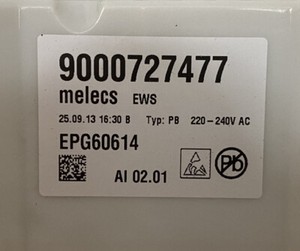 9000727477
melecs EWS
25.09.13 16:30 B Typ: PB 220-240V AC
EPG60614
Pb
AI 02.01